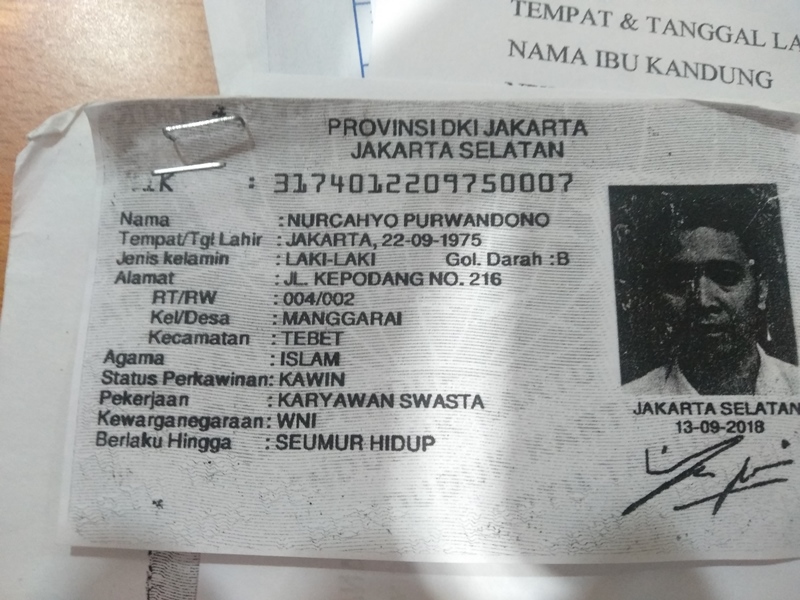 TEMPAT & TANGGAL LA
NAMA IBU KANDUNG
PROVINSI DKI JAKARTA
JAKARTA SELATAN
NIK : 3174012209750007
Nama : NURCAHYO PURWANDONO
Tempat/Tgl Lahir : JAKARTA, 22-09-1975
Jenis kelamin : LAKI-LAKI Gol. Darah : B
Alamat : JL. KEPODANG NO. 216
RT/RW : 004/002
Kel/Desa : MANGGARAI
Kecamatan : TEBET
Agama : ISLAM
Status Perkawinan: KAWIN
Pekerjaan : KARYAWAN SWASTA
Kewarganegaraan: WNI
Berlaku Hingga : SEUMUR HIDUP
JAKARTA SELATAN
13-09-2018